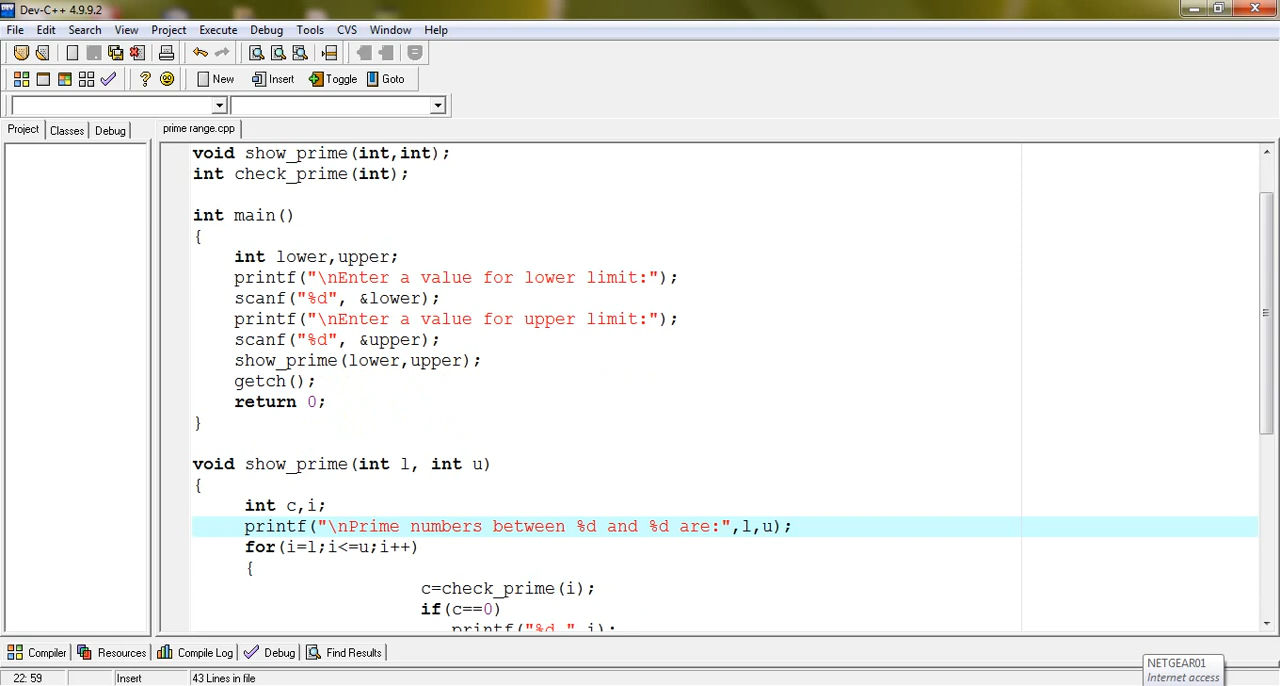 Dev-C++ 4.9.9.2
File Edit Search View Project Execute Debug Tools CVS Window Help
New Insert Toggle Goto
Project Classes Debug prime range.cpp
void show_prime(int,int);
int check_prime(int);
int main()
{
int lower,upper;
printf("\nEnter a value for lower limit:");
scanf("%d", &lower);
printf("\nEnter a value for upper limit:");
scanf("%d", &upper);
show_prime(lower,upper);
getch();
return 0;
}
void show_prime(int l, int u)
{
int c,i;
printf("\nPrime numbers between %d and %d are:",l,u);
for(i=l;i<=u;i++)
{
c=check_prime(i);
if(c==0)
printf("%d ",i);
Compiler Resources Compile Log Debug Find Results
NETGEAR01
Internet access
22: 59 Insert 43 Lines in file